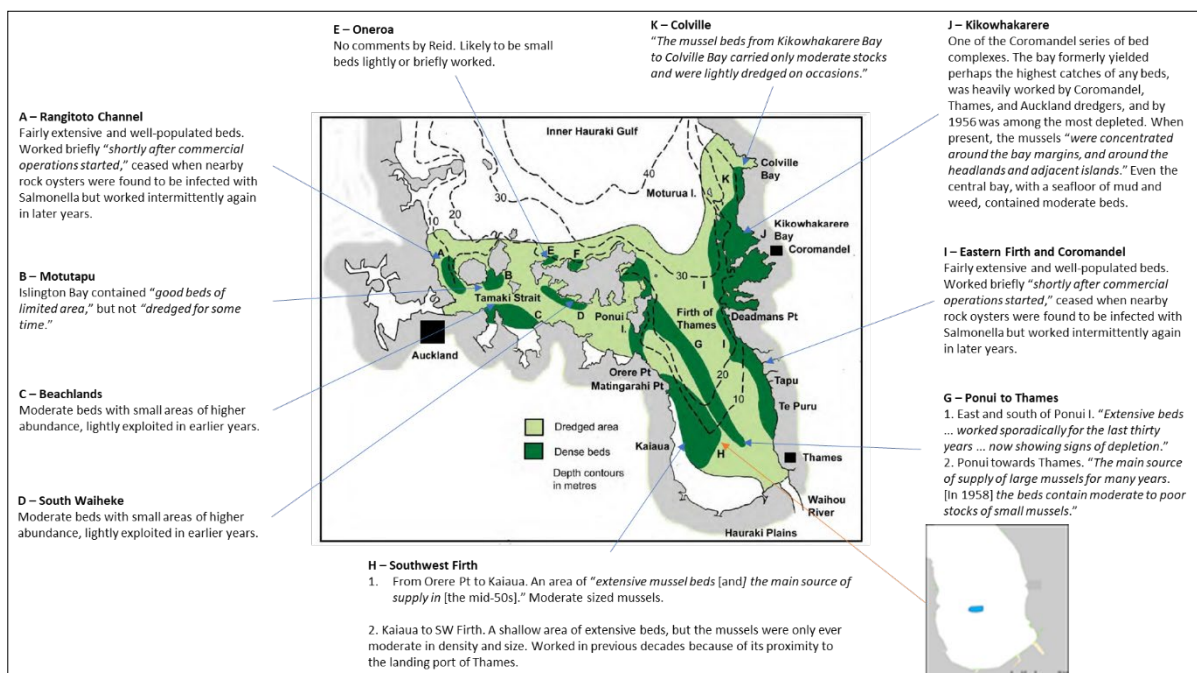 E – Oneroa
No comments by Reid. Likely to be small
beds lightly or briefly worked.
K – Colville
“The mussel beds from Kikowhakarere Bay
to Colville Bay carried only moderate stocks
and were lightly dredged on occasions.”
J – Kikowhakarere
One of the Coromandel series of bed
complexes. The bay formerly yielded
perhaps the highest catches of any beds,
was heavily worked by Coromandel,
Thames, and Auckland dredgers, and by
1956 was among the most depleted. When
present, the mussels “were concentrated
around the bay margins, and around the
headlands and adjacent islands.” Even the
central bay, with a seafloor of mud and
weed, contained moderate beds.
A – Rangitoto Channel
Fairly extensive and well-populated beds.
Worked briefly “shortly after commercial
operations started,” ceased when nearby
rock oysters were found to be infected with
Salmonella but worked intermittently again
in later years.
B – Motutapu
Islington Bay contained “good beds of
limited area,” but not “dredged for some
time.”
C – Beachlands
Moderate beds with small areas of higher
abundance, lightly exploited in earlier years.
D – South Waiheke
Moderate beds with small areas of higher
abundance, lightly exploited in earlier years.
Inner Hauraki Gulf
40
Moturua I.
K
Colville
Bay
30
20
10
Kikowhakarere
Bay
J
Coromandel
A
B
E
F
30
I
Tamaki Strait
C
D
Ponui
I.
Firth of
Thames
Deadmans Pt
G
I
Auckland
Orere Pt
Matingarahi Pt
20
10
Tapu
Te Puru
Dredged area
Dense beds
Depth contours
in metres
Kaiaua
H
Thames
Waihou
River
Hauraki Plains
I – Eastern Firth and Coromandel
Fairly extensive and well-populated beds.
Worked briefly “shortly after commercial
operations started,” ceased when nearby
rock oysters were found to be infected with
Salmonella but worked intermittently again
in later years.
G – Ponui to Thames
1. East and south of Ponui I. “Extensive beds
... worked sporadically for the last thirty
years ... now showing signs of depletion.”
2. Ponui towards Thames. “The main source
of supply of large mussels for many years.
[In 1958] the beds contain moderate to poor
stocks of small mussels.”
H – Southwest Firth
1. From Orere Pt to Kaiaua. An area of “extensive mussel beds [and] the main source of
supply in [the mid-50s].” Moderate sized mussels.
2. Kaiaua to SW Firth. A shallow area of extensive beds, but the mussels were only ever
moderate in density and size. Worked in previous decades because of its proximity to
the landing port of Thames.